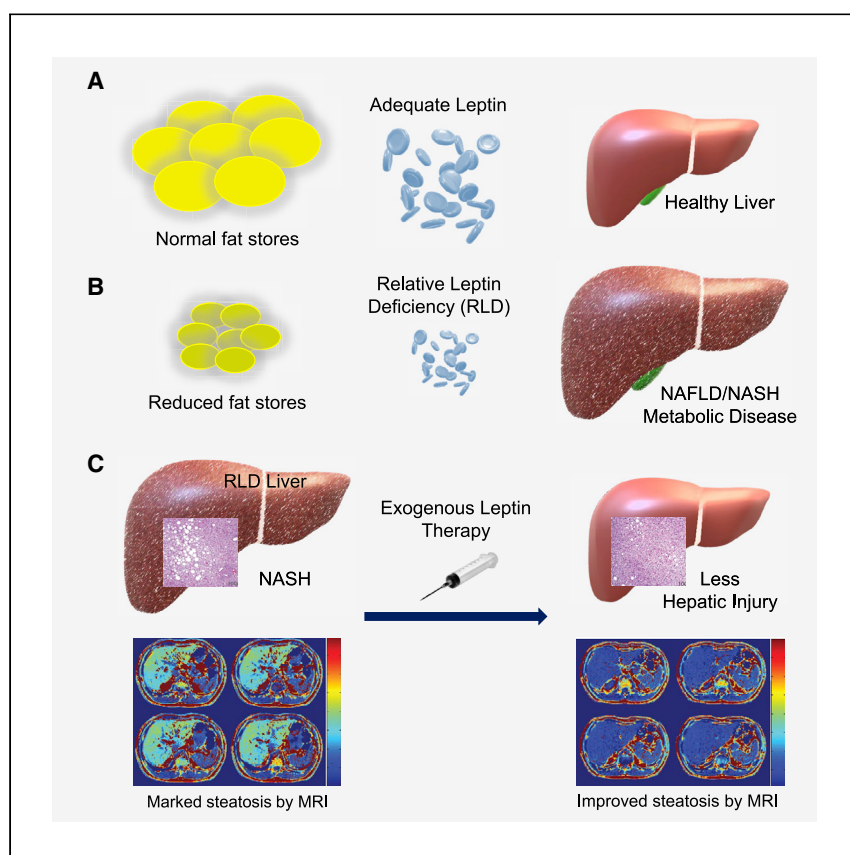 A
Adequate Leptin
Normal fat stores
Healthy Liver
B
Relative Leptin
Deficiency (RLD)
Reduced fat stores
NAFLD/NASH
Metabolic Disease
C
RLD Liver
NASH
Exogenous Leptin
Therapy
Less
Hepatic Injury
Marked steatosis by MRI
Improved steatosis by MRI